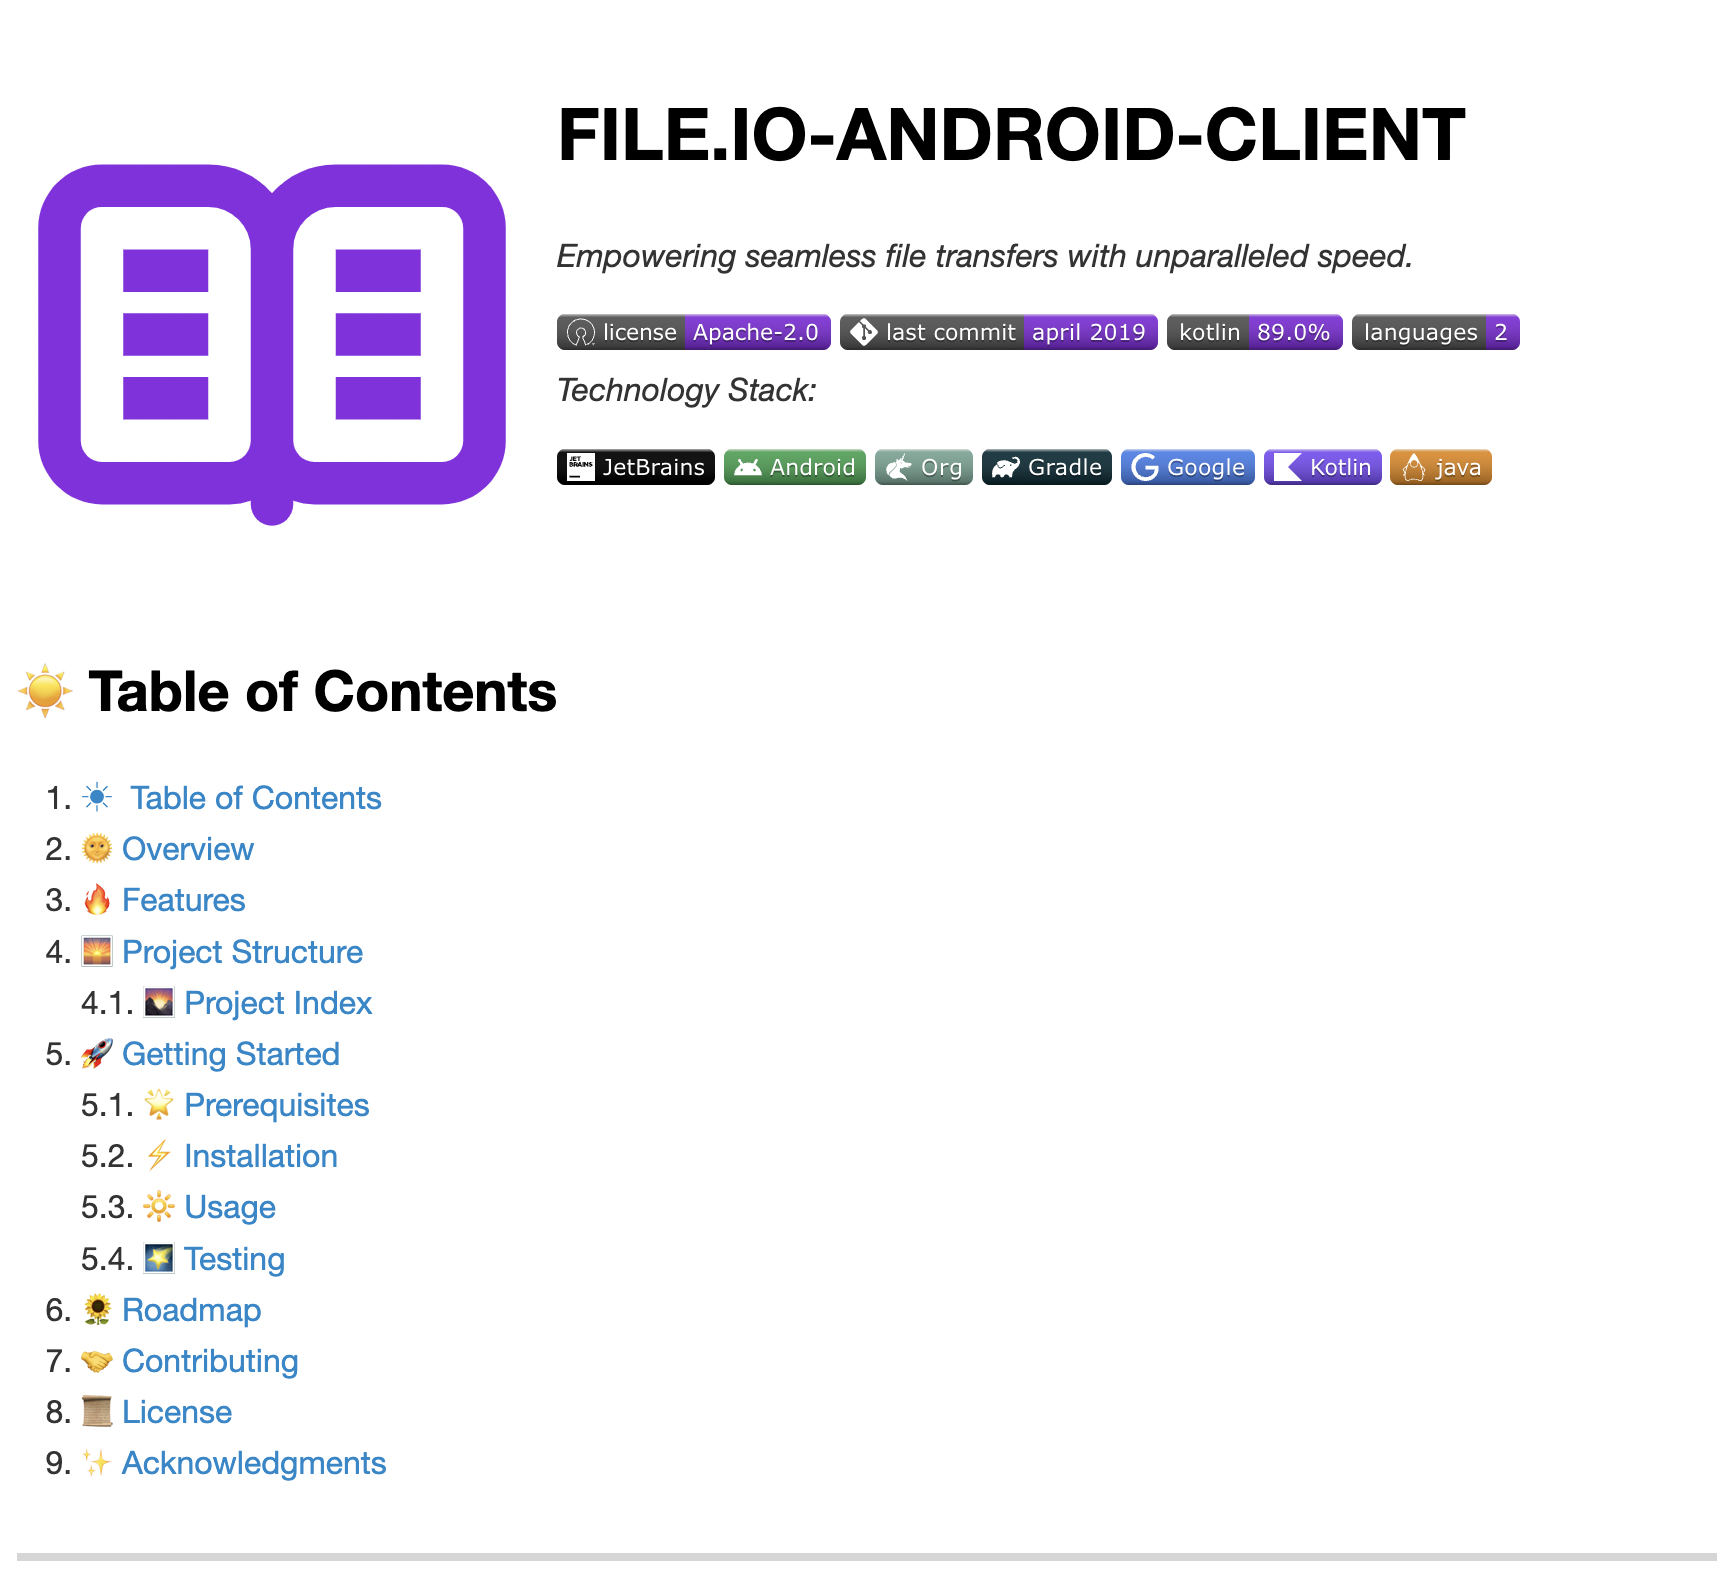 FILE.IO-ANDROID-CLIENT
Empowering seamless file transfers with unparalleled speed.
license Apache-2.0 last commit april 2019 kotlin 89.0% languages 2
Technology Stack:
JET BRAINS JetBrains Android Org Gradle Google Kotlin java
Table of Contents
1. Table of Contents
2. Overview
3. Features
4. Project Structure
4.1. Project Index
5. Getting Started
5.1. Prerequisites
5.2. Installation
5.3. Usage
5.4. Testing
6. Roadmap
7. Contributing
8. License
9. Acknowledgments